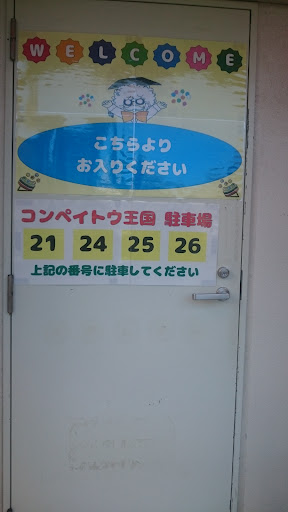 WELCOME
こちらより
お入りください
コンペイトウ王国 駐車場
21 24 25 26
上記の番号に駐車してください